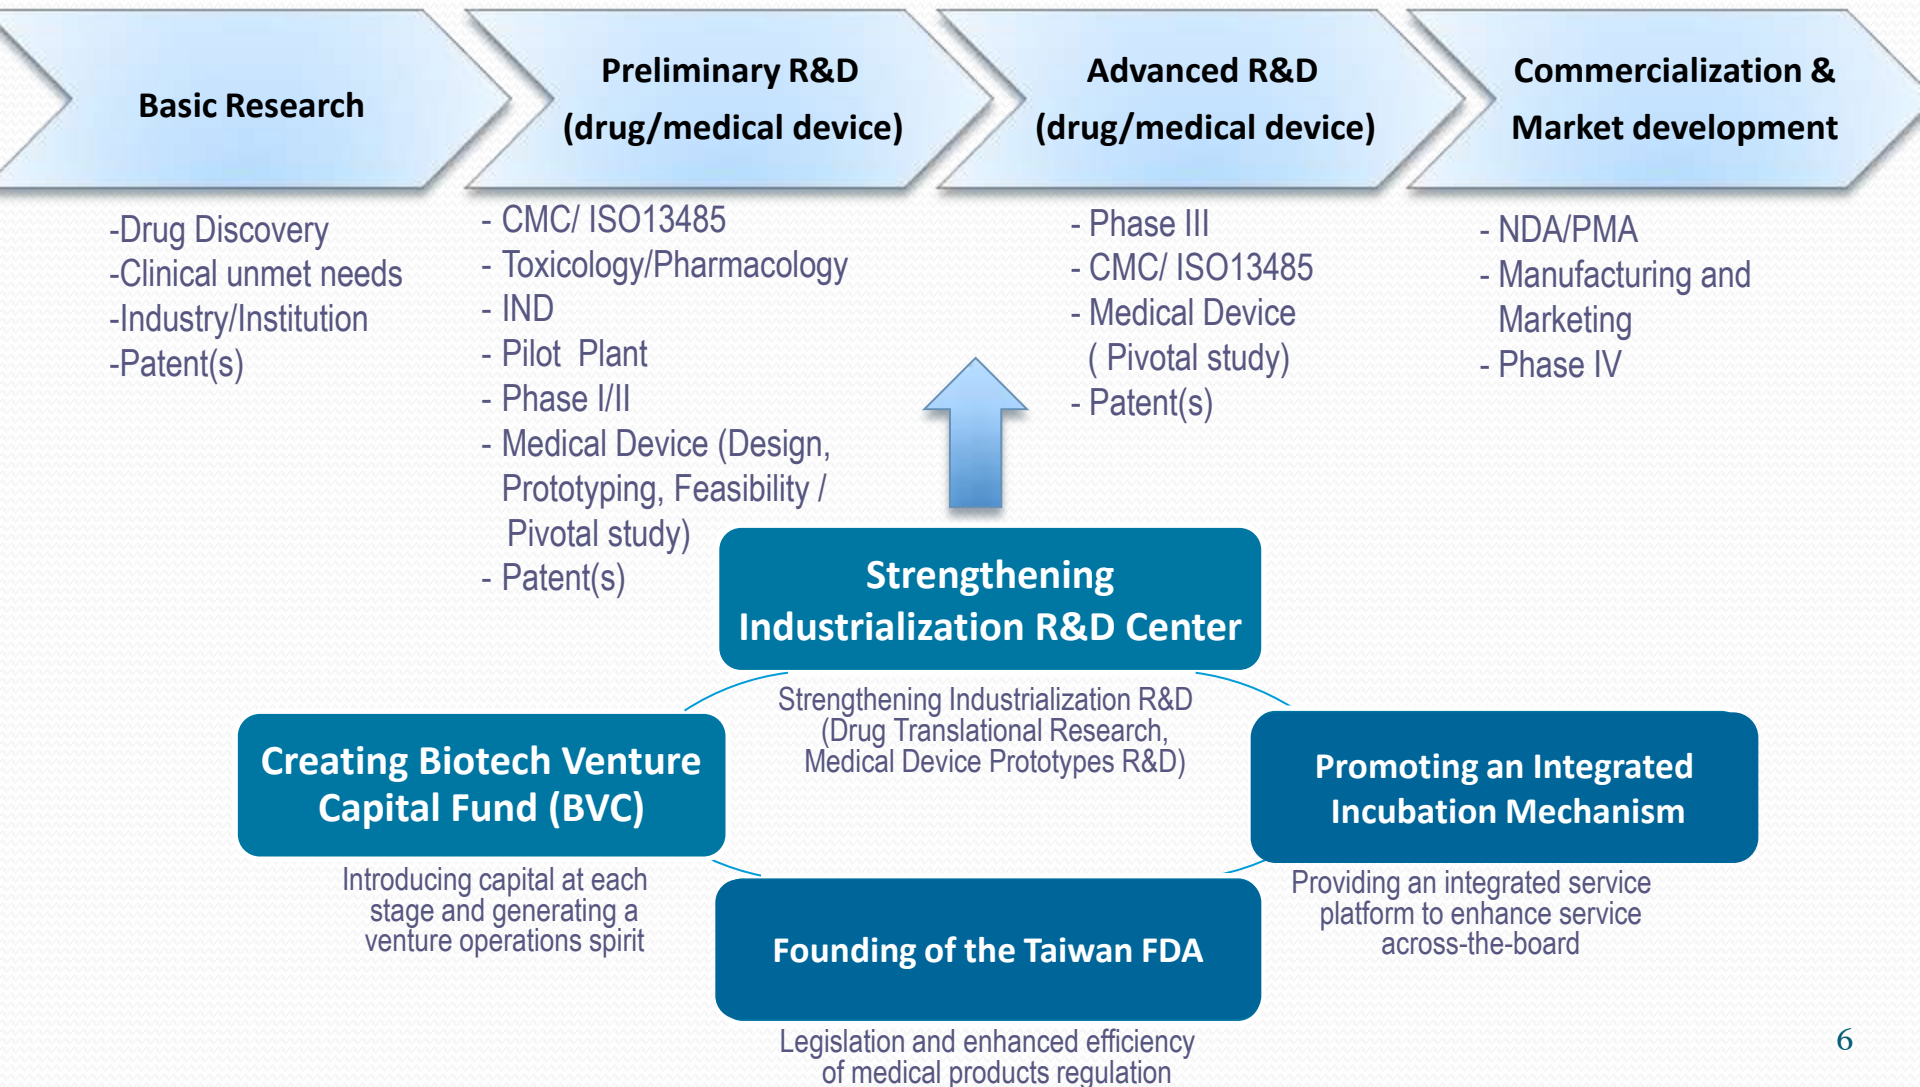 Basic Research
Preliminary R&D
(drug/medical device)
Advanced R&D
(drug/medical device)
Commercialization &
Market development
-Drug Discovery
-Clinical unmet needs
-Industry/Institution
-Patent(s)
- CMC/ ISO13485
- Toxicology/Pharmacology
- IND
- Pilot Plant
- Phase I/II
- Medical Device (Design,
Prototyping, Feasibility /
Pivotal study)
- Patent(s)
- Phase III
- CMC/ ISO13485
- Medical Device
( Pivotal study)
- Patent(s)
- NDA/PMA
- Manufacturing and
Marketing
- Phase IV
Strengthening
Industrialization R&D Center
Strengthening Industrialization R&D
(Drug Translational Research,
Medical Device Prototypes R&D)
Creating Biotech Venture
Capital Fund (BVC)
Introducing capital at each
stage and generating a
venture operations spirit
Promoting an Integrated
Incubation Mechanism
Providing an integrated service
platform to enhance service
across-the-board
Founding of the Taiwan FDA
Legislation and enhanced efficiency
of medical products regulation
6